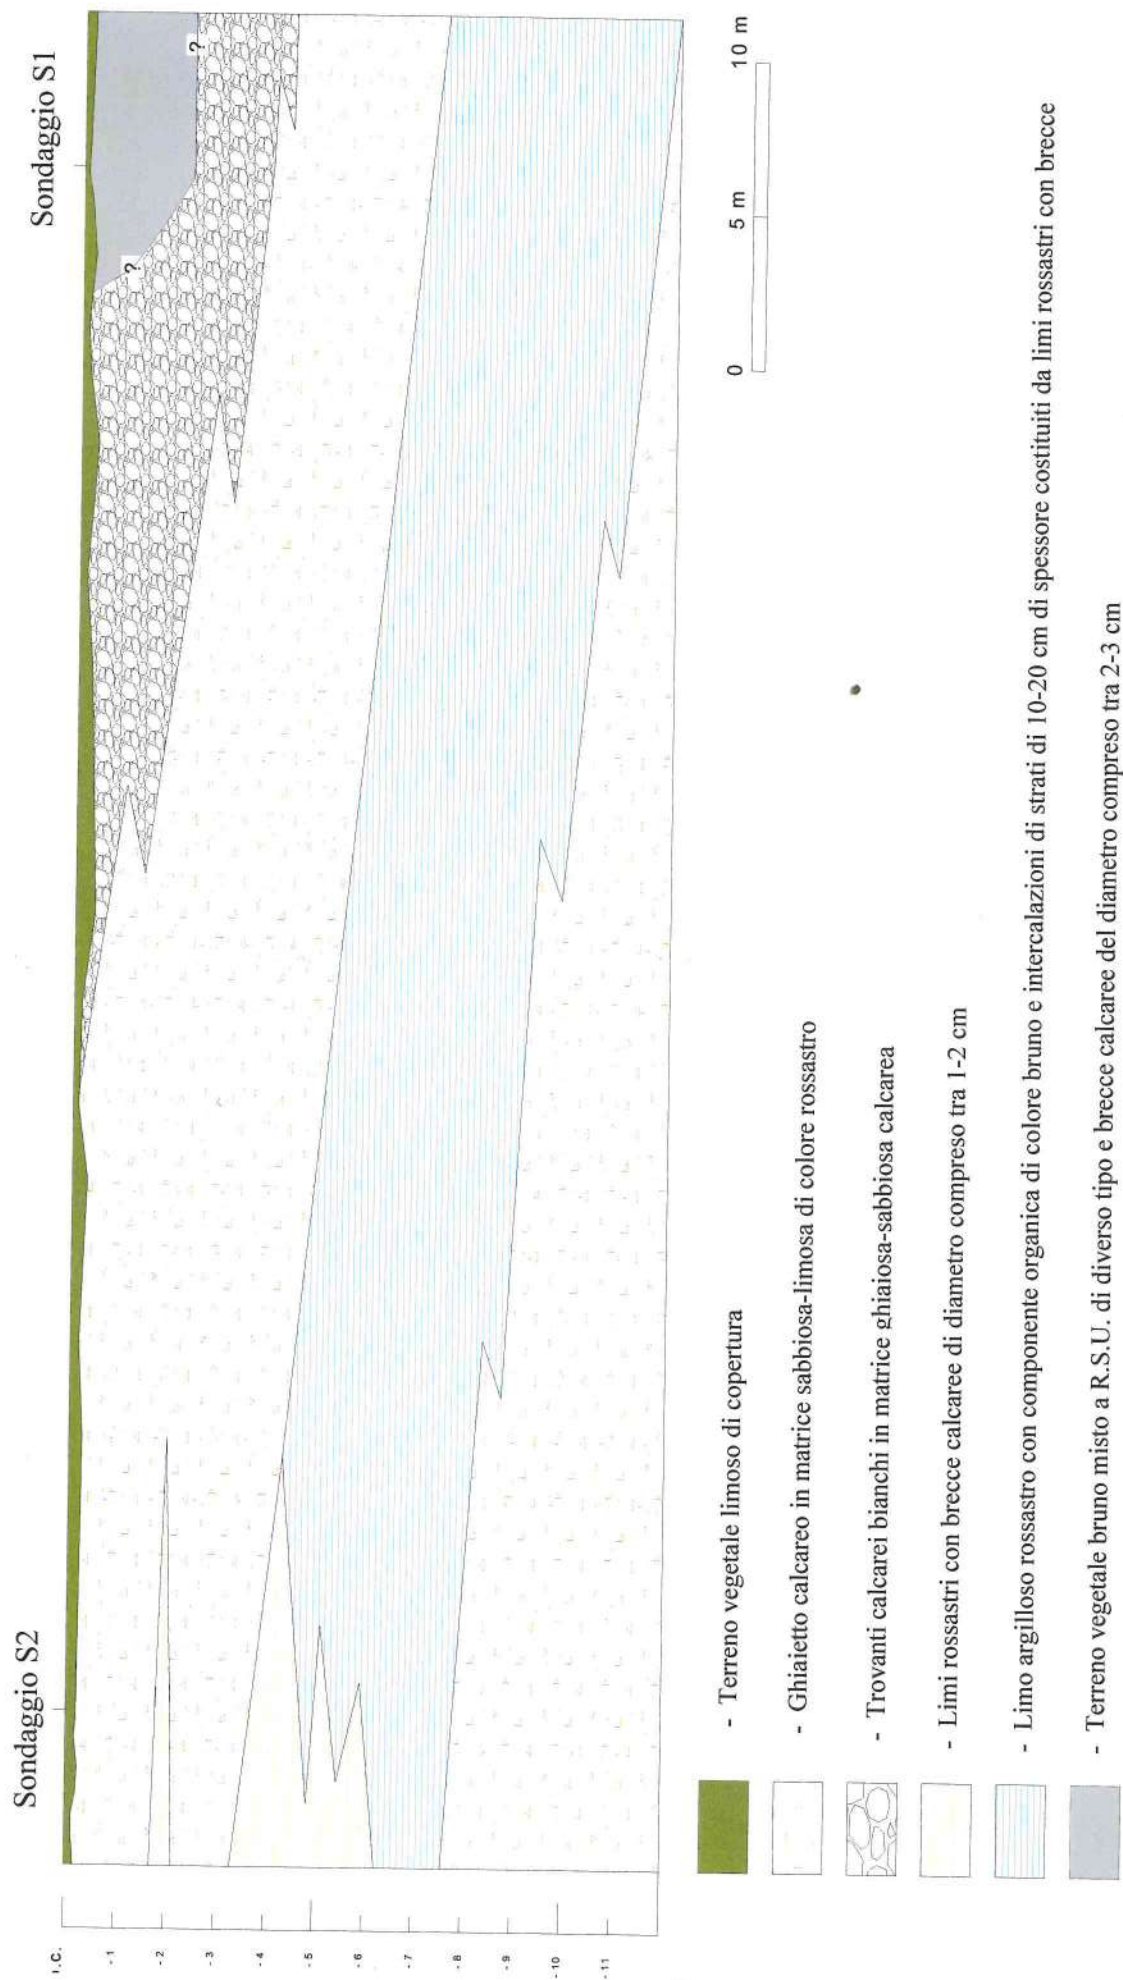 Sondaggio S2
Sondaggio S1
?
?
- 1
- 2
- 3
- 4
- 5
- 6
- 7
- 8
- 9
- 10
- 11
0 5 m 10 m
- Terreno vegetale limoso di copertura
- Ghiaietto calcareo in matrice sabbiosa-limosa di colore rossastro
- Trovanti calcarei bianchi in matrice ghiaiosa-sabbiosa calcarea
- Limi rossastri con brecce calcaree di diametro compreso tra 1-2 cm
- Limo argilloso rossastro con componente organica di colore bruno e intercalazioni di strati di 10-20 cm di spessore costituiti da limi rossastri con brecce
- Terreno vegetale bruno misto a R.S.U. di diverso tipo e brecce calcaree del diametro compreso tra 2-3 cm